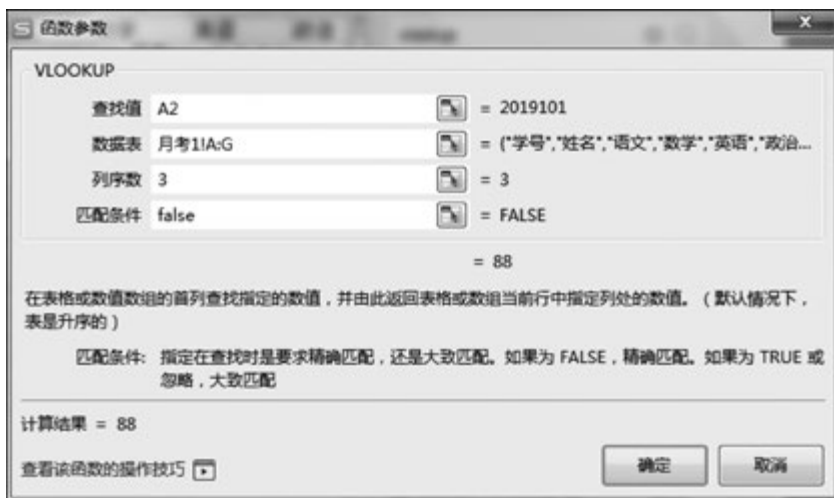 函数参数
VLOOKUP
查找值 A2 = 2019101
数据表 月考1!A:G = {"学号","姓名","语文","数学","英语","政治...
列序数 3 = 3
匹配条件 false = FALSE
= 88
在表格或数值数组的首列查找指定的数值，并由此返回表格或数组当前行中指定列处的数值。（默认情况下，
表是升序的）
匹配条件: 指定在查找时是要求精确匹配，还是大致匹配。如果为 FALSE，精确匹配。如果为 TRUE 或
忽略，大致匹配
计算结果 = 88
查看该函数的操作技巧
确定 取消